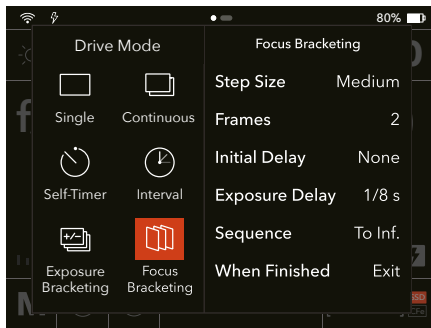 80%
Drive Mode
Single
Continuous
Self-Timer
Interval
+/-
Exposure
Bracketing
Focus
Bracketing
Focus Bracketing
Step Size Medium
Frames 2
Initial Delay None
Exposure Delay 1/8 s
Sequence To Inf.
When Finished Exit